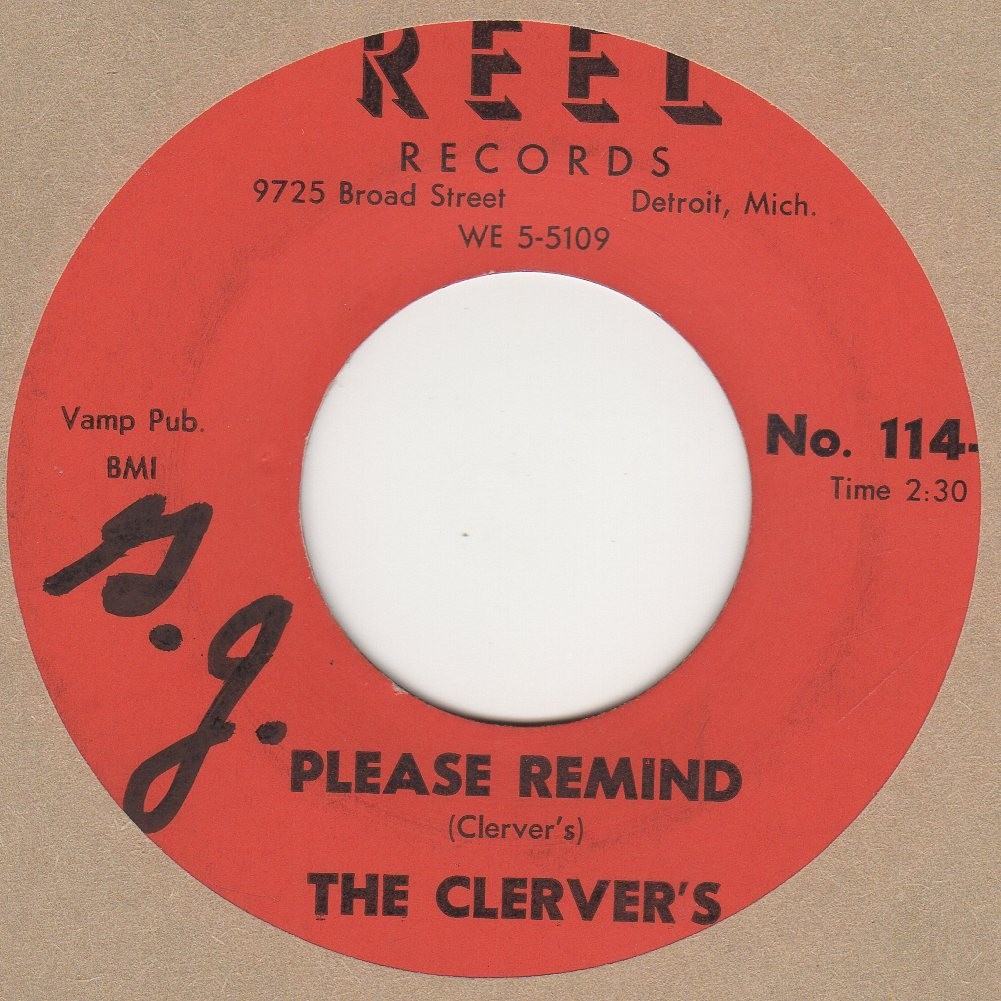 REEL
RECORDS
9725 Broad Street Detroit, Mich.
WE 5-5109
Vamp Pub.
BMI
No. 114-
Time 2:30
s.j.
PLEASE REMIND
(Clerver's)
THE CLERVER'S